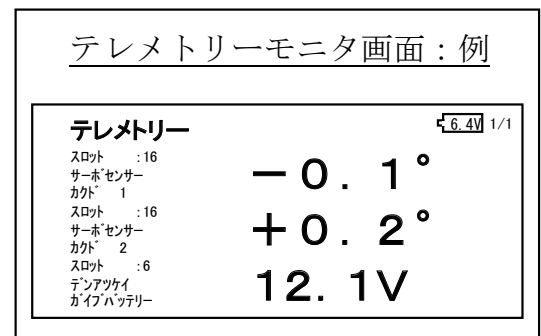 テレメトリーモニタ画面：例
テレメトリー 6.4V 1/1
スロット :16
サーボセンサー
カクド 1
−0.1°
スロット :16
サーボセンサー
カクド 2
+0.2°
スロット :6
デンアツケイ
ガイブバッテリー
12.1V